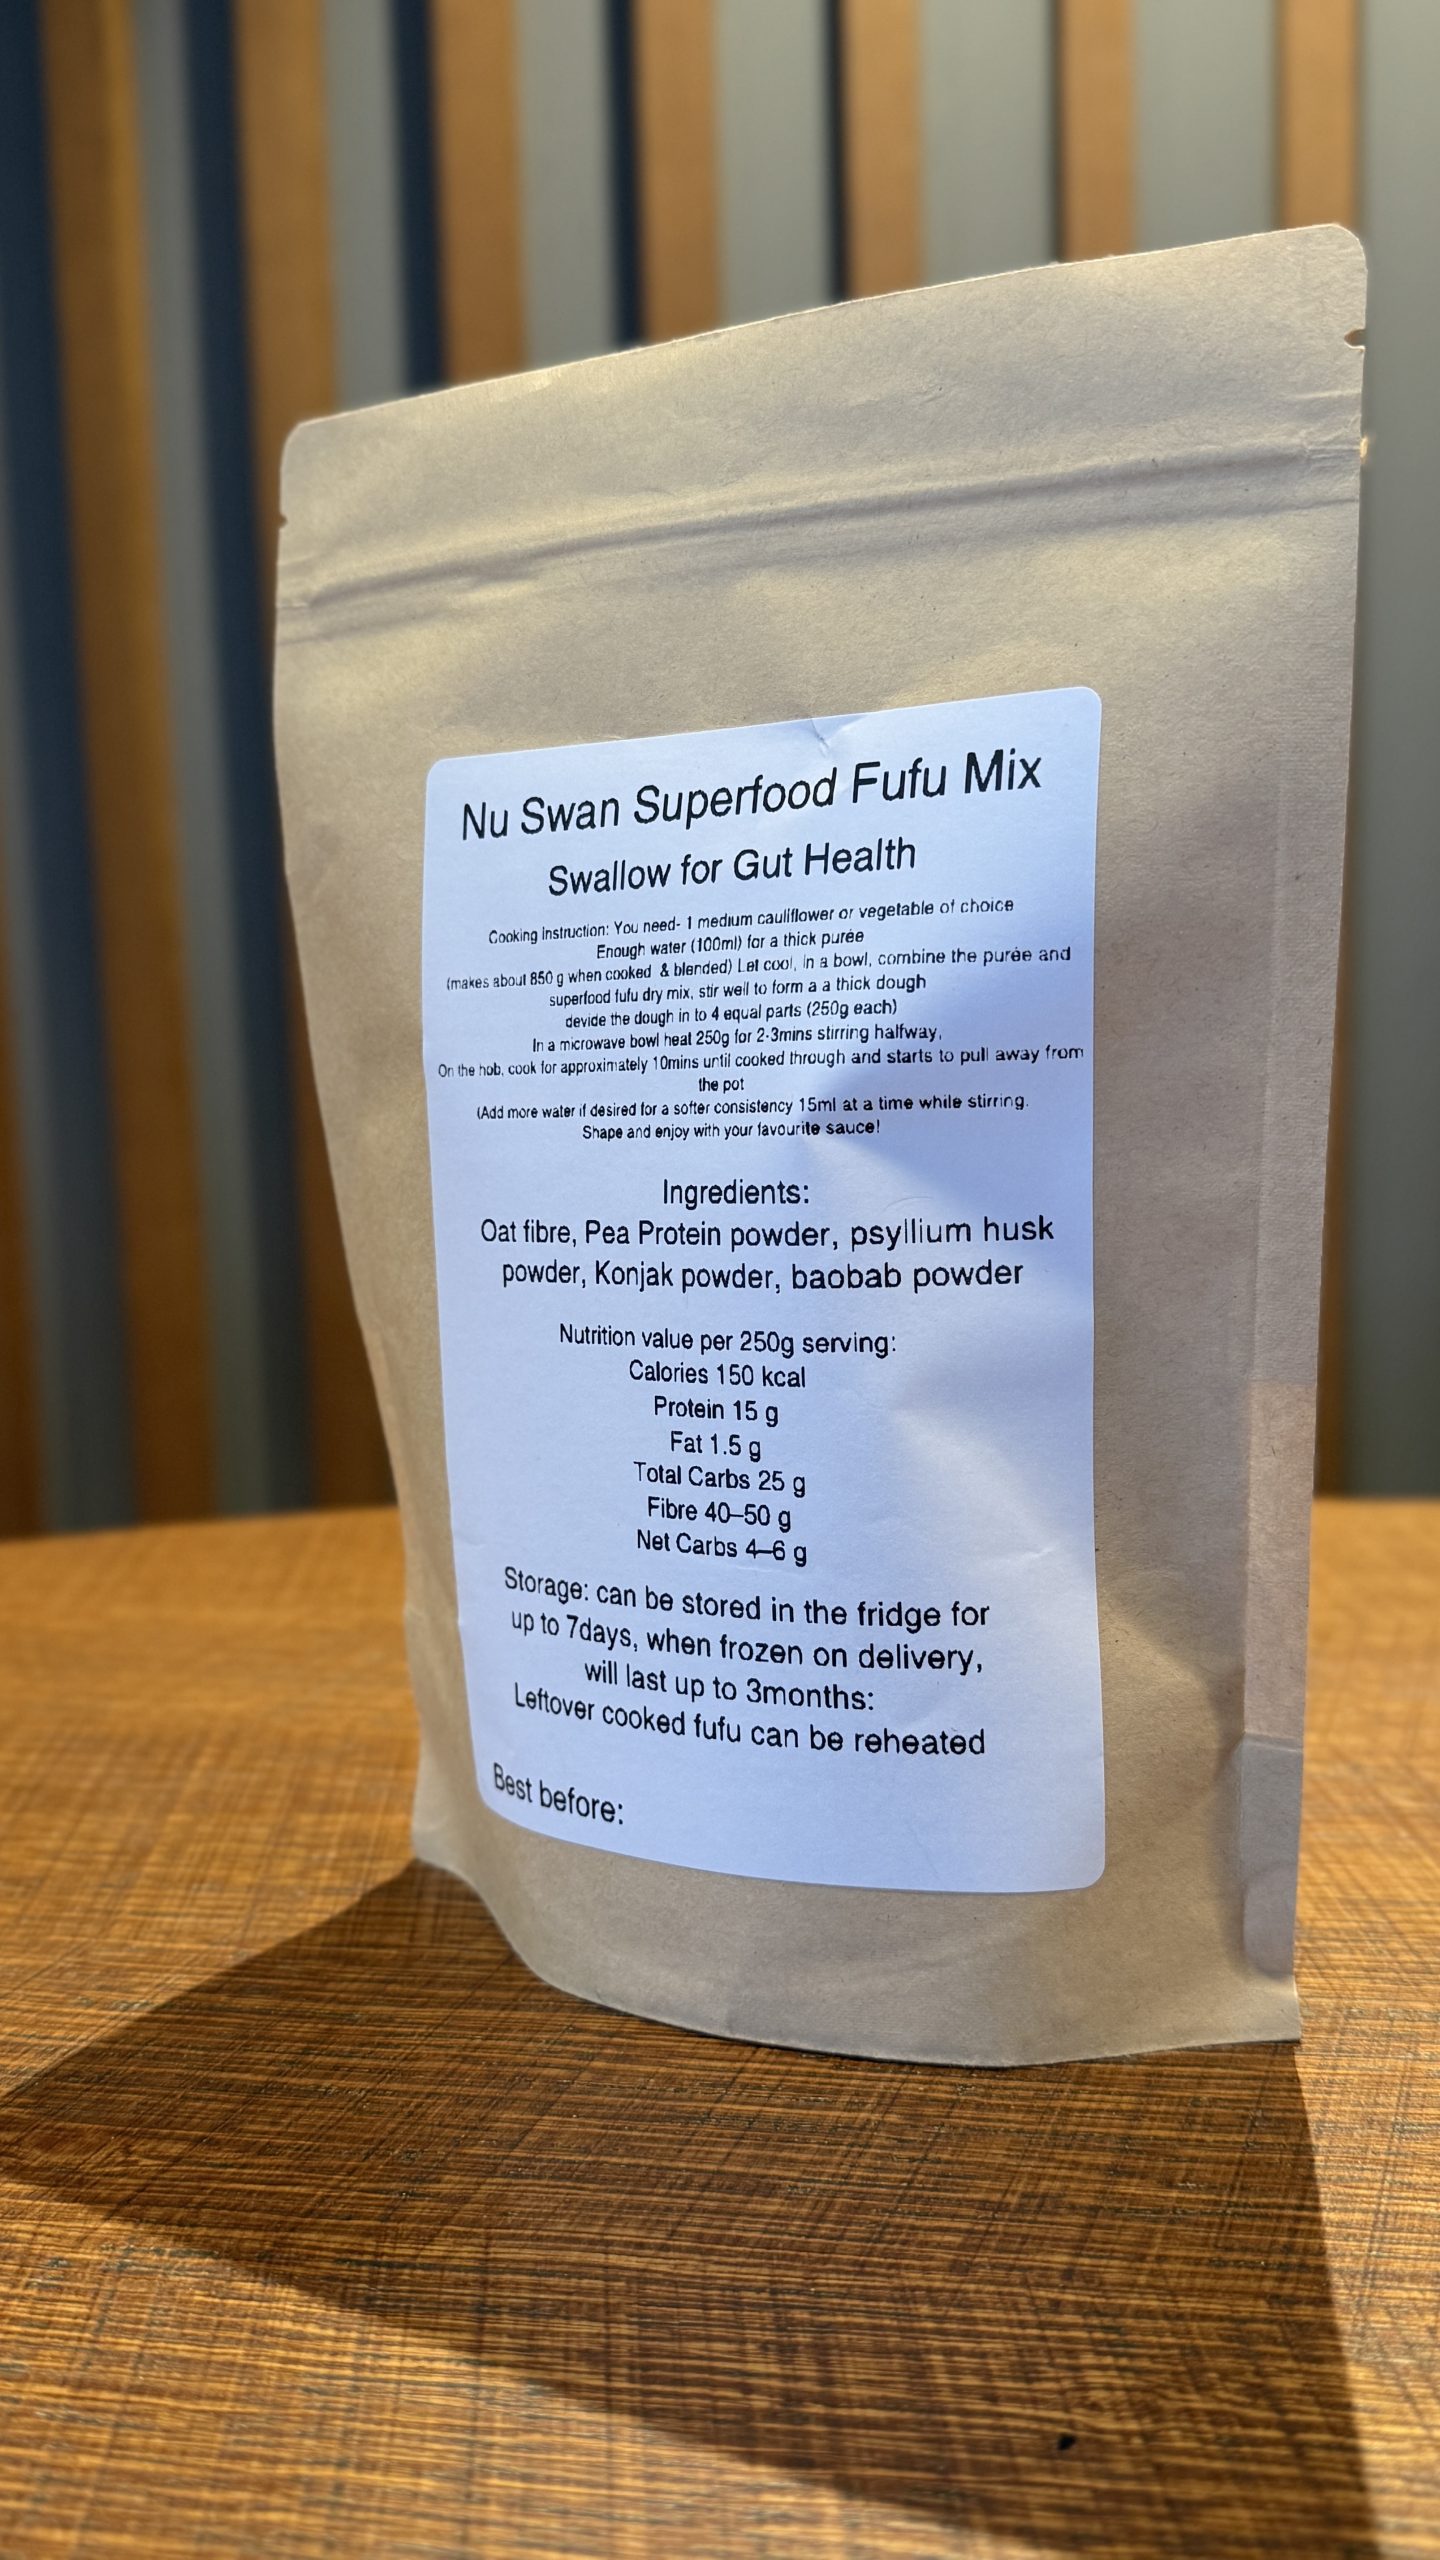 Nu Swan Superfood Fufu Mix
Swallow for Gut Health
Cooking Instruction: You need- 1 medium cauliflower or vegetable of choice
Enough water (100ml) for a thick purée
(makes about 850 g when cooked & blended) Let cool, in a bowl, combine the purée and
superfood fufu dry mix, stir well to form a a thick dough
devide the dough in to 4 equal parts (250g each)
In a microwave bowl heat 250g for 2-3mins stirring halfway,
On the hob, cook for approximately 10mins until cooked through and starts to pull away from
the pot
(Add more water if desired for a softer consistency 15ml at a time while stirring.
Shape and enjoy with your favourite sauce!
Ingredients:
Oat fibre, Pea Protein powder, psyllium husk
powder, Konjak powder, baobab powder
Nutrition value per 250g serving:
Calories 150 kcal
Protein 15 g
Fat 1.5 g
Total Carbs 25 g
Fibre 40–50 g
Net Carbs 4–6 g
Storage: can be stored in the fridge for
up to 7days, when frozen on delivery,
will last up to 3months:
Leftover cooked fufu can be reheated
Best before: